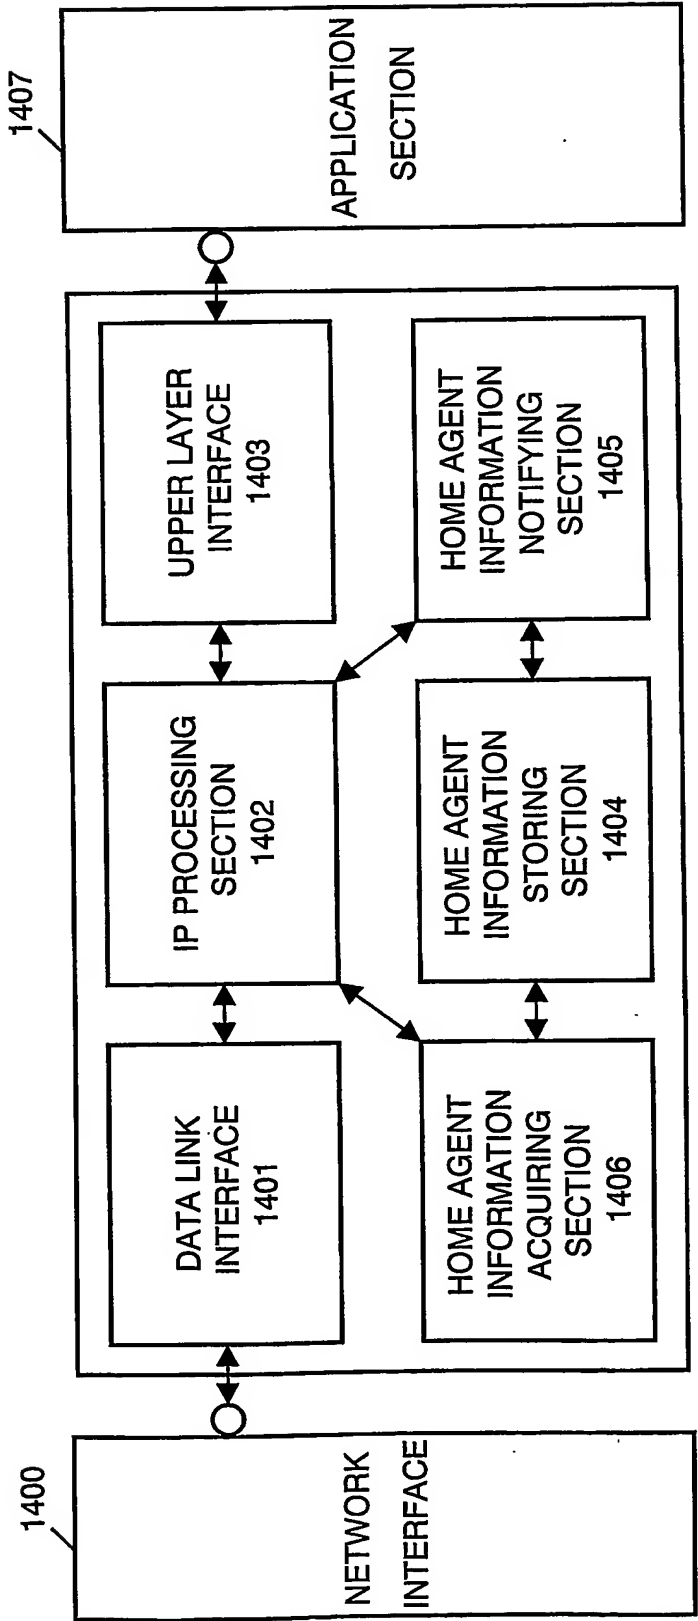 1400
NETWORK
INTERFACE
DATA LINK
INTERFACE
1401
IP PROCESSING
SECTION
1402
UPPER LAYER
INTERFACE
1403
HOME AGENT
INFORMATION
ACQUIRING
SECTION
1406
HOME AGENT
INFORMATION
STORING
SECTION
1404
HOME AGENT
INFORMATION
NOTIFYING
SECTION
1405
1407
APPLICATION
SECTION